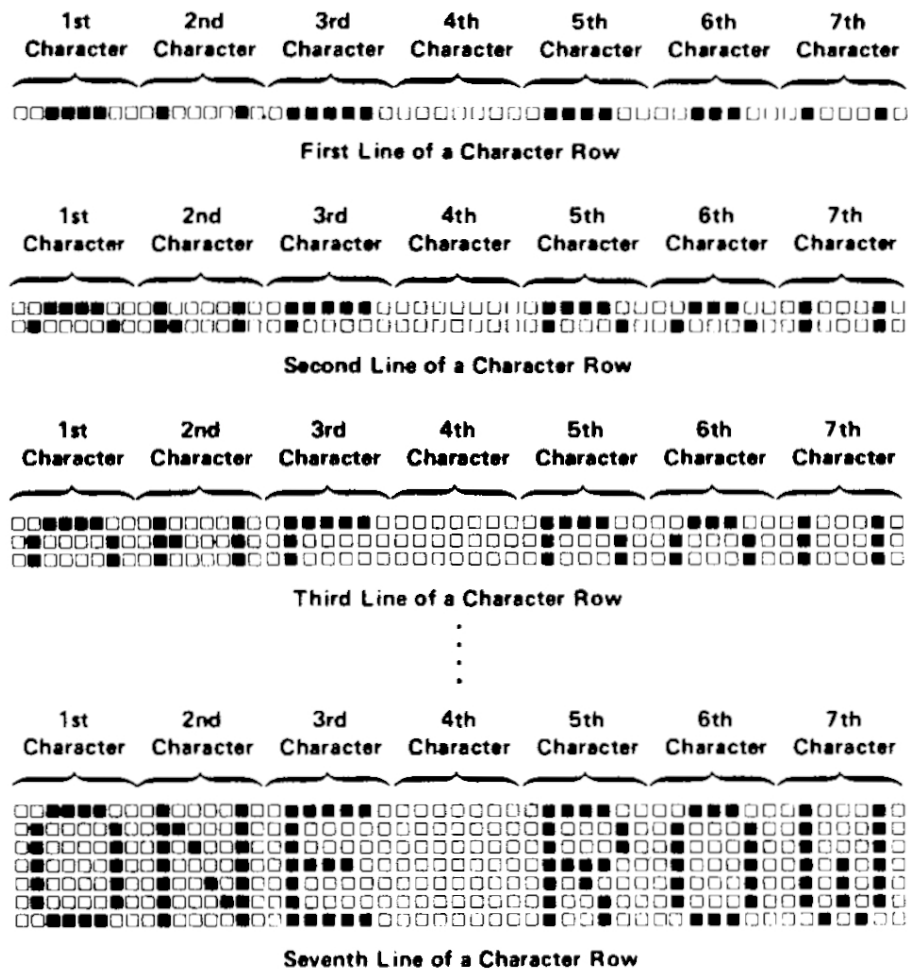 1st 2nd 3rd 4th 5th 6th 7th
Character Character Character Character Character Character Character
First Line of a Character Row
1st 2nd 3rd 4th 5th 6th 7th
Character Character Character Character Character Character Character
Second Line of a Character Row
1st 2nd 3rd 4th 5th 6th 7th
Character Character Character Character Character Character Character
Third Line of a Character Row
1st 2nd 3rd 4th 5th 6th 7th
Character Character Character Character Character Character Character
ONE ROW
Seventh Line of a Character Row